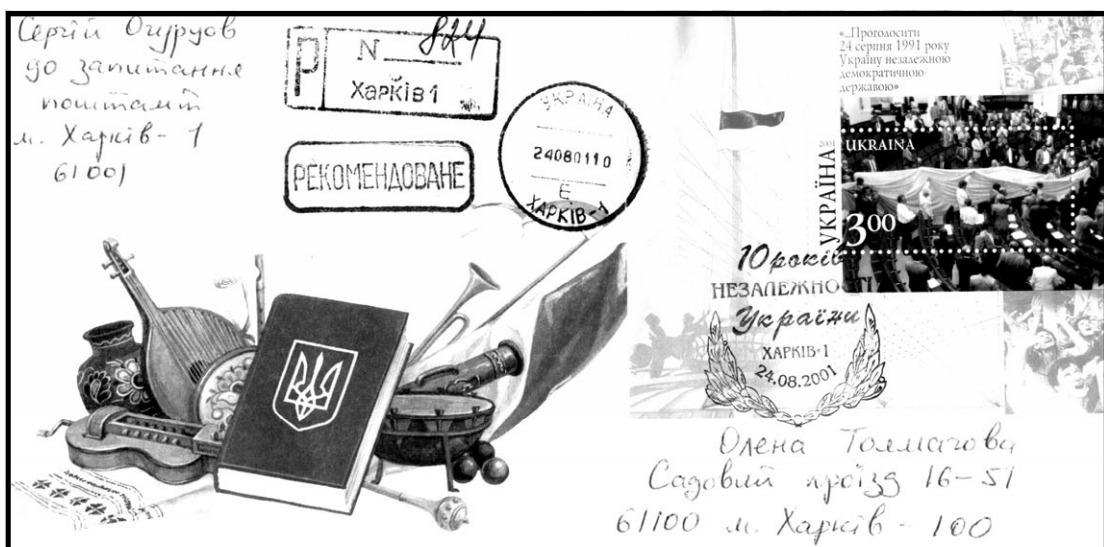 Сергій Огурцов
до запитання
поштамт
м. Харків - 1
61001
Р
N 824
Харків 1
РЕКОМЕНДОВАНЕ
УКРАЇНА
24080110
Є
ХАРКІВ-1
«...Проголосити
24 серпня 1991 року
Україну незалежною
демократичною
державою»
2001
UKRAINA
УКРАЇНА
3.00
10 років
НЕЗАЛЕЖНОСТІ
України
ХАРКІВ-1
24.08.2001
Олена Толмачова
Садовий проїзд 16-51
61100 м. Харків - 100